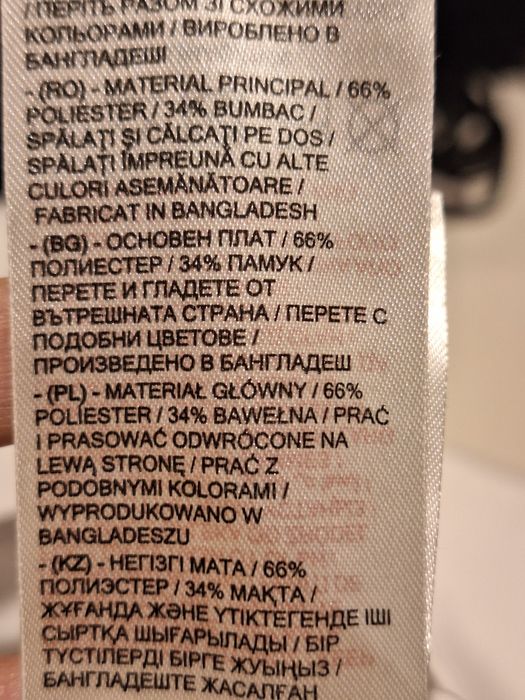 / ПЕРІТЬ РАЗОМ ЗІ СХОЖИМИ
КОЛЬОРАМИ / ВИРОБЛЕНО В
БАНГЛАДЕШІ
- (RO) - MATERIAL PRINCIPAL / 66%
POLIESTER / 34% BUMBAC /
SPĂLAȚI ȘI CĂLCAȚI PE DOS /
SPĂLAȚI ÎMPREUNĂ CU ALTE
CULORI ASEMĂNĂTOARE /
FABRICAT IN BANGLADESH
- (BG) - ОСНОВЕН ПЛАТ / 66%
ПОЛИЕСТЕР / 34% ПАМУК /
ПЕРЕТЕ И ГЛАДЕТЕ ОТ
ВЪТРЕШНАТА СТРАНА / ПЕРЕТЕ С
ПОДОБНИ ЦВЕТОВЕ /
ПРОИЗВЕДЕНО В БАНГЛАДЕШ
- (PL) - MATERIAŁ GŁÓWNY / 66%
POLIESTER / 34% BAWEŁNA / PRAĆ
I PRASOWAĆ ODWRÓCONE NA
LEWĄ STRONĘ / PRAĆ Z
PODOBNYMI KOLORAMI /
WYPRODUKOWANO W
BANGLADESZU
- (KZ) - НЕГІЗГІ МАТА / 66%
ПОЛИЭСТЕР / 34% МАҚТА /
ЖУҒАНДА ЖӘНЕ ҮТІКТЕГЕНДЕ ІШІ
СЫРТҚА ШЫҒАРЫЛАДЫ / БІР
ТҮСТІЛЕРДІ БІРГЕ ЖУЫҢЫЗ /
БАНГЛАДЕШТЕ ЖАСАЛҒАН